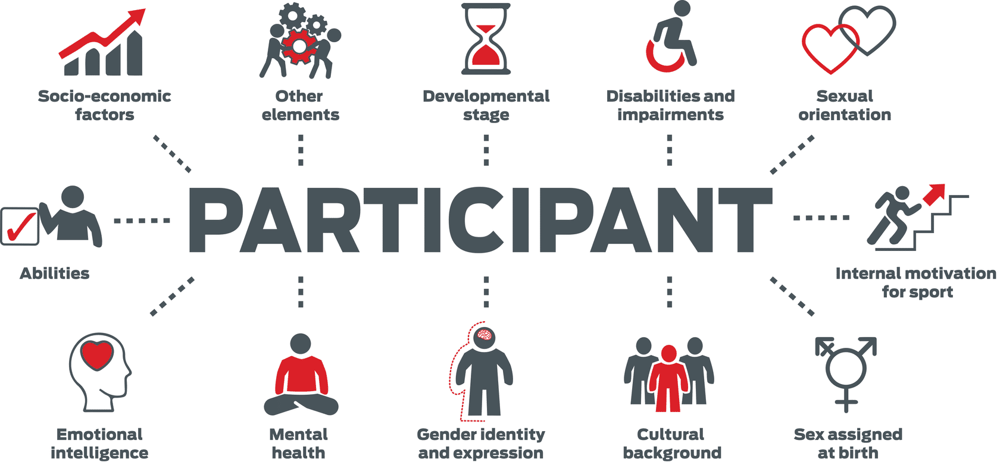 Socio-economic
factors
Other
elements
Developmental
stage
Disabilities and
impairments
Sexual
orientation
PARTICIPANT
Abilities
Internal motivation
for sport
Emotional
intelligence
Mental
health
Gender identity
and expression
Cultural
background
Sex assigned
at birth